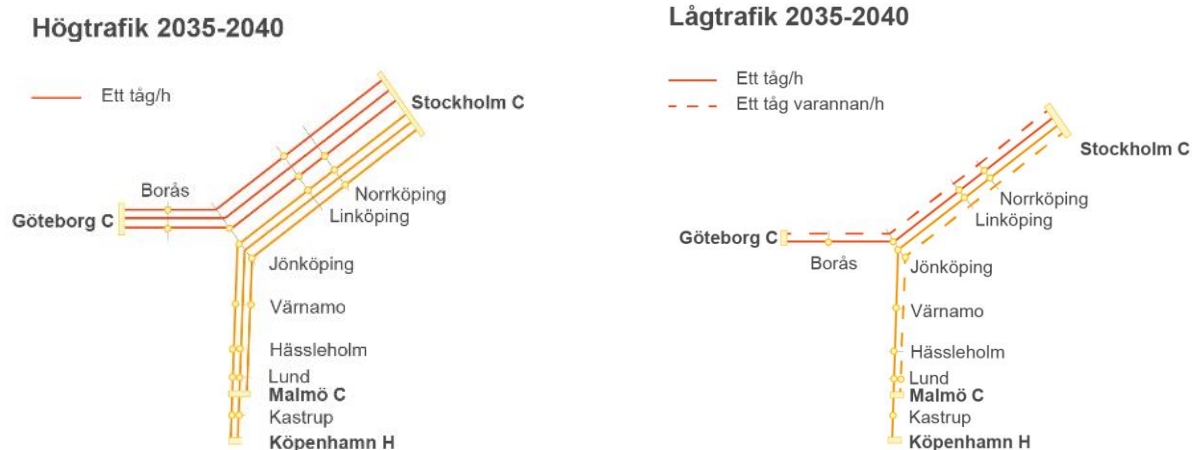 Högtrafik 2035-2040
Ett tåg/h
Stockholm C
Borås
Norrköping
Göteborg C
Linköping
Jönköping
Värnamo
Hässleholm
Lund
Malmö C
Kastrup
Köpenhamn H
Lågtrafik 2035-2040
Ett tåg/h
Ett tåg varannan/h
Stockholm C
Norrköping
Linköping
Göteborg C
Borås
Jönköping
Värnamo
Hässleholm
Lund
Malmö C
Kastrup
Köpenhamn H